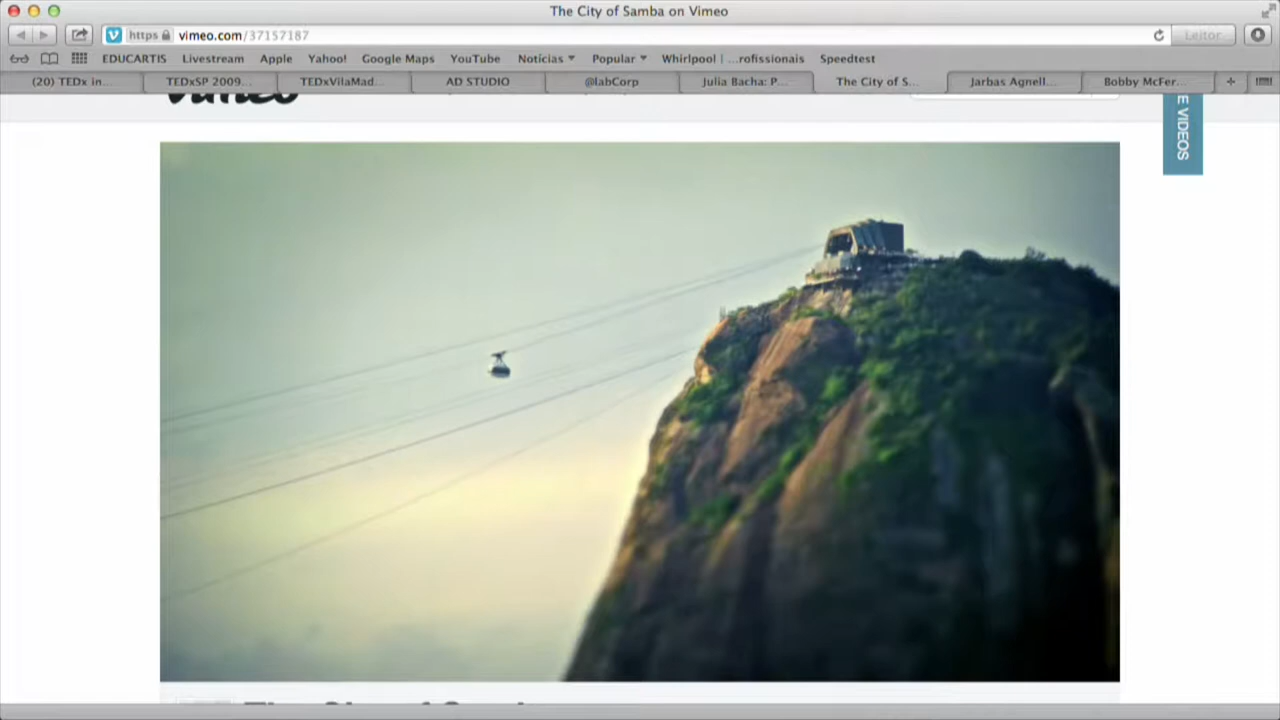 The City of Samba on Vimeo
https vimeo.com/37157187 Leitor
EDUCARTIS Livestream Apple Yahoo! Google Maps YouTube Notícias Popular Whirlpool | ...rofissionais Speedtest
(20) TEDx in... TEDxSP 2009... TEDxVilaMad... AD STUDIO @labCorp Julia Bacha: P... The City of S... Jarbas Agnell... Bobby McFer...
vimeo
E VIDEOS